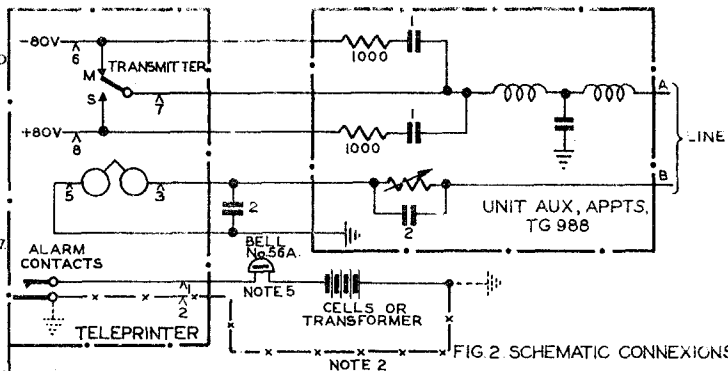 -80V
6
M
TRANSMITTER
S
7
+80V
8
1
1000
1
1000
A
LINE
B
5
3
2
2
UNIT AUX, APPTS,
TG 988
ALARM
CONTACTS
BELL
No. 56A.
NOTE 5
1
2
CELLS OR
TRANSFORMER
TELEPRINTER
NOTE 2
FIG. 2. SCHEMATIC CONNEXIONS